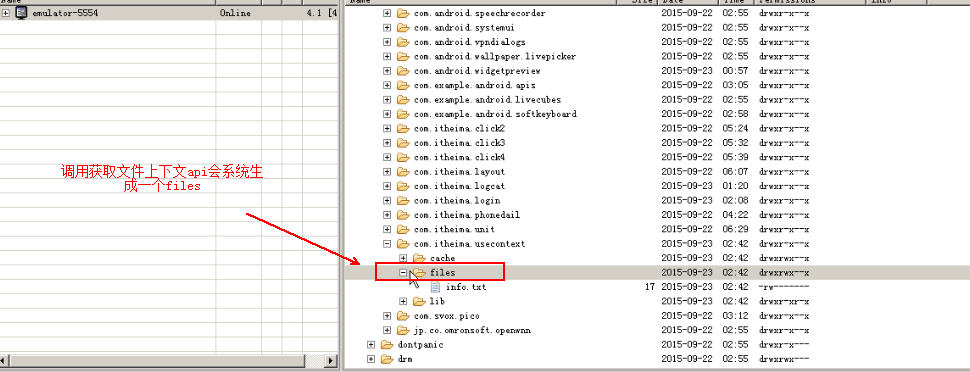 emulator-5554 Online 4.1 [4
com.android.speechrecorder 2015-09-22 02:55 drwxr-x--x
com.android.systemui 2015-09-22 02:55 drwxr-x--x
com.android.vpndialogs 2015-09-22 02:55 drwxr-x--x
com.android.wallpaper.livepicker 2015-09-22 02:55 drwxr-x--x
com.android.widgetpreview 2015-09-23 00:57 drwxr-x--x
com.example.android.apis 2015-09-22 03:05 drwxr-x--x
com.example.android.livecubes 2015-09-22 02:55 drwxr-x--x
com.example.android.softkeyboard 2015-09-22 02:58 drwxr-x--x
com.itheima.click2 2015-09-22 05:24 drwxr-x--x
com.itheima.click3 2015-09-22 05:32 drwxr-x--x
com.itheima.click4 2015-09-22 05:39 drwxr-x--x
com.itheima.layout 2015-09-22 06:07 drwxr-x--x
com.itheima.logcat 2015-09-23 01:20 drwxr-x--x
com.itheima.login 2015-09-23 02:08 drwxr-x--x
com.itheima.phonedail 2015-09-22 04:22 drwxr-x--x
com.itheima.unit 2015-09-22 06:29 drwxr-x--x
com.itheima.usecontext 2015-09-23 02:42 drwxr-x--x
cache 2015-09-23 02:42 drwxrwx--x
files 2015-09-23 02:42 drwxrwx--x
info.txt 17 2015-09-23 02:42 -rw-------
lib 2015-09-23 02:42 drwxr-x--x
com.svox.pico 2015-09-22 03:12 drwxr-x--x
jp.co.omronsoft.openwnn 2015-09-22 02:55 drwxr-x--x
dontpanic 2015-09-22 02:55 drwxr-x---
drm 2015-09-22 02:55 drwxrwx---
调用获取文件上下文api会系统生
成一个files